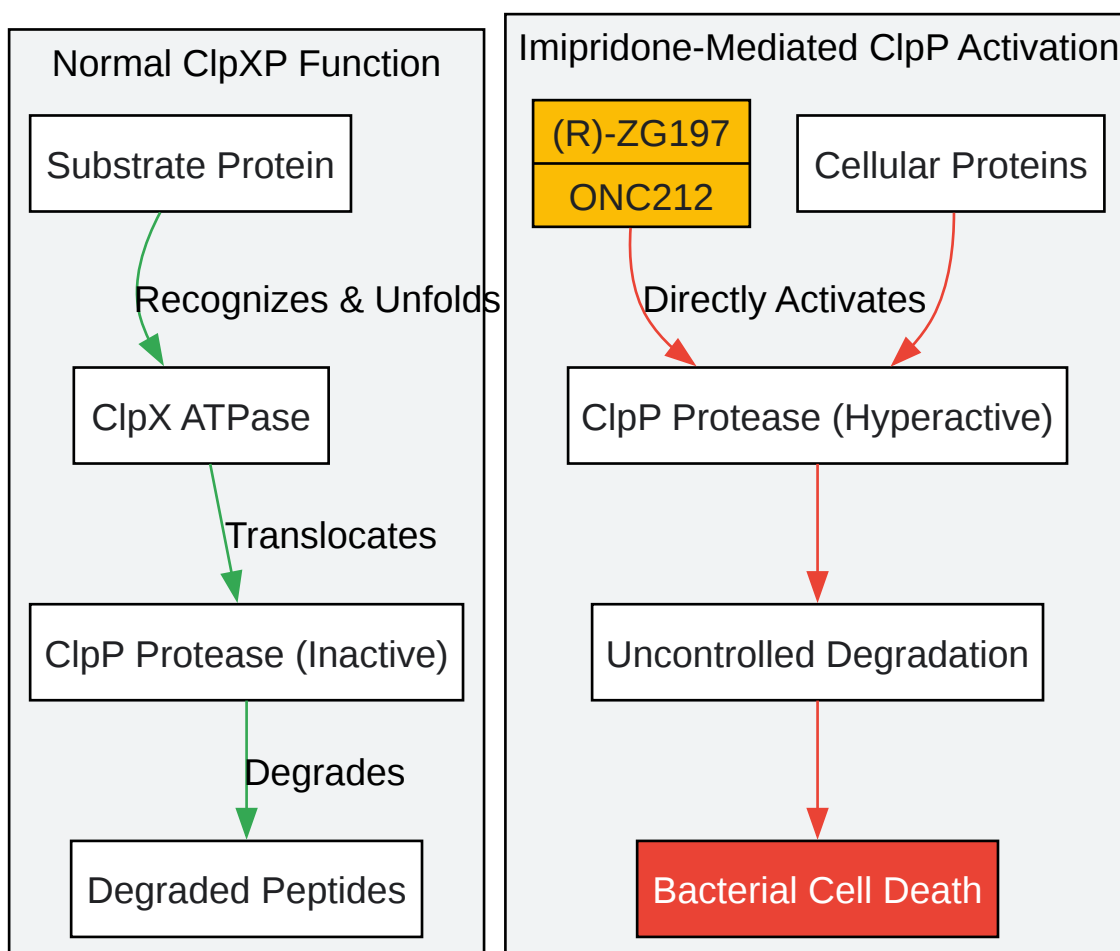 Normal ClpXP Function
Substrate Protein
Recognizes & Unfolds
ClpX ATPase
Translocates
ClpP Protease (Inactive)
Degrades
Degraded Peptides
Imipridone-Mediated ClpP Activation
(R)-ZG197
ONC212
Cellular Proteins
Directly Activates
ClpP Protease (Hyperactive)
Uncontrolled Degradation
Bacterial Cell Death